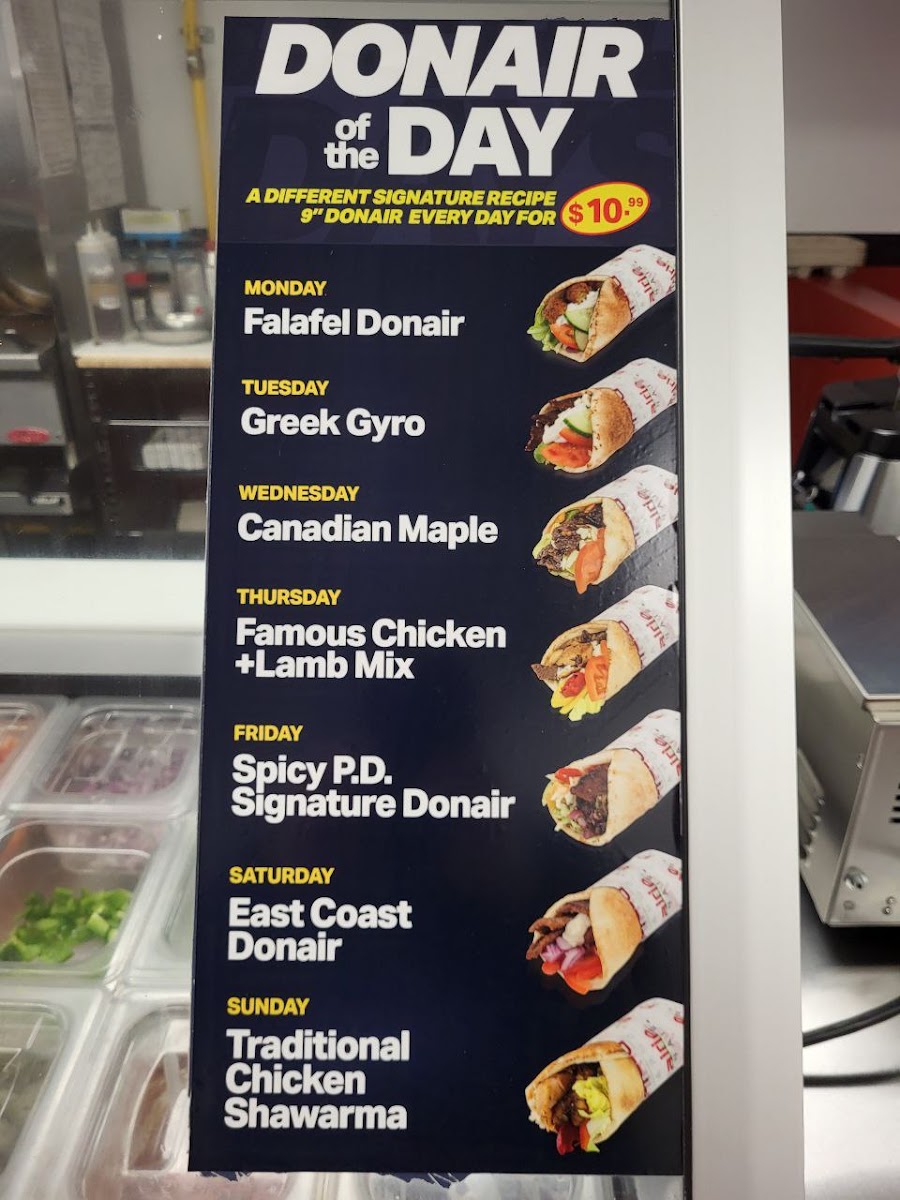 DONAIR
of the DAY
A DIFFERENT SIGNATURE RECIPE
9" DONAIR EVERY DAY FOR $10.99
MONDAY
Falafel Donair
TUESDAY
Greek Gyro
WEDNESDAY
Canadian Maple
THURSDAY
Famous Chicken
+Lamb Mix
FRIDAY
Spicy P.D.
Signature Donair
SATURDAY
East Coast
Donair
SUNDAY
Traditional
Chicken
Shawarma